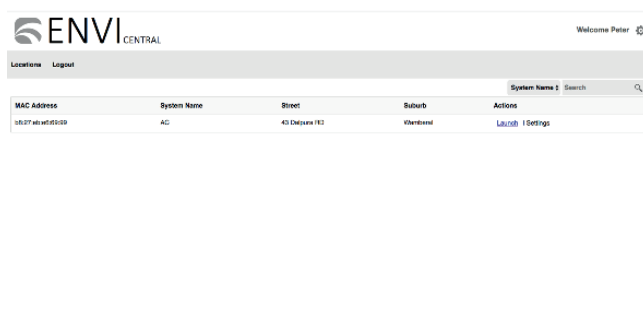 ENVI CENTRAL
Welcome Peter
Locations Logout
System Name Search
MAC Address System Name Street Suburb Actions
AC Wamberal Launch | Settings